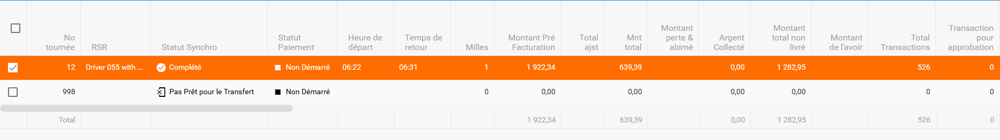 No tournée
RSR
Statut Synchro
Statut Paiement
Heure de départ
Temps de retour
Milles
Montant Pré Facturation
Total ajst
Mnt total
Montant perte & abimé
Argent Collecté
Montant total non livré
Montant de l'avoir
Total Transactions
Transaction pour approbation
12 Driver 055 with ... Complété Non Démarré 06:22 06:31 1 1 922,34 639,39 0,00 1 282,95 526 0
998 Pas Prêt pour le Transfert Non Démarré 0 0,00 0,00 0,00 0,00 0 0
Total 1 922,34 639,39 0,00 1 282,95 526 0